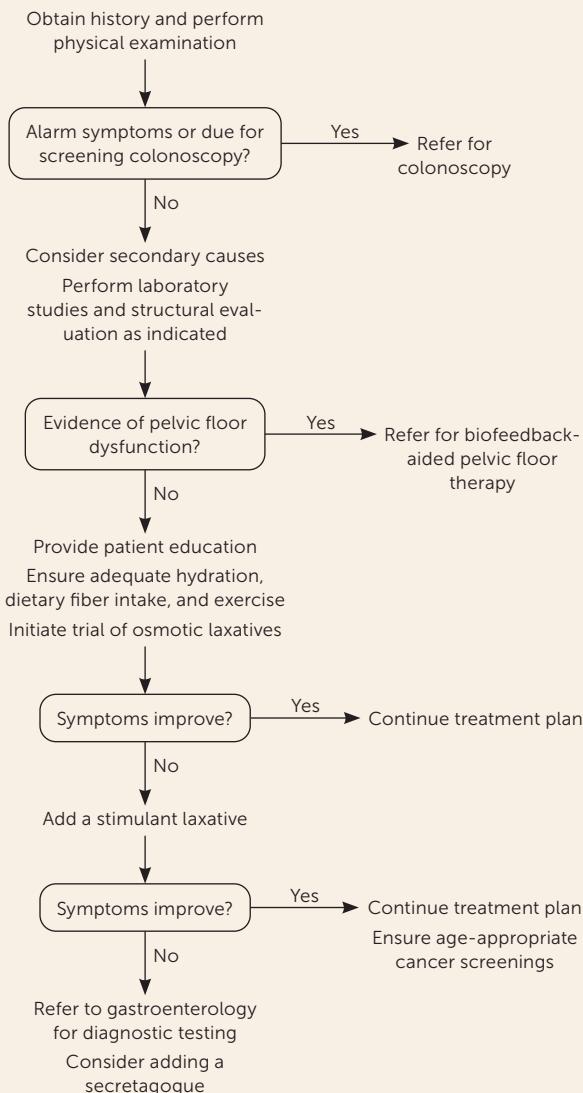 Obtain history and perform
physical examination
Alarm symptoms or due for
screening colonoscopy?
Yes
Refer for
colonoscopy
No
Consider secondary causes
Perform laboratory
studies and structural eval-
uation as indicated
Evidence of pelvic floor
dysfunction?
Yes
Refer for biofeedback-
aided pelvic floor
therapy
No
Provide patient education
Ensure adequate hydration,
dietary fiber intake, and exercise
Initiate trial of osmotic laxatives
Symptoms improve?
Yes
Continue treatment plan
No
Add a stimulant laxative
Symptoms improve?
Yes
Continue treatment plan
Ensure age-appropriate
cancer screenings
No
Refer to gastroenterology
for diagnostic testing
Consider adding a
secretagogue